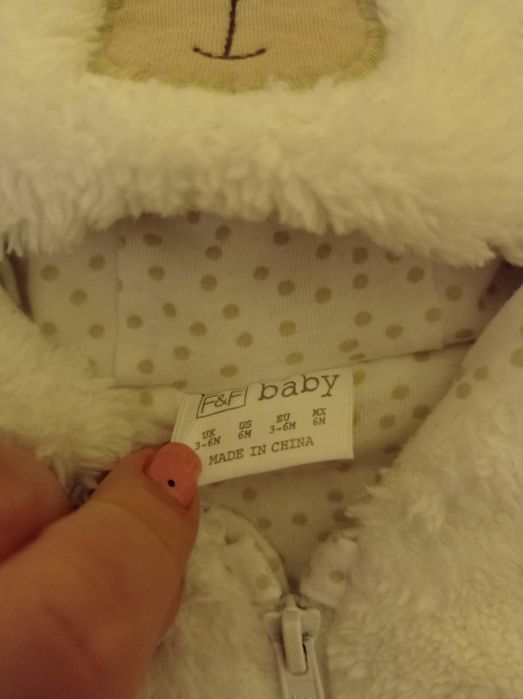 F&F baby
UK US EU MX
3-6M 6M 3-6M 6M
MADE IN CHINA